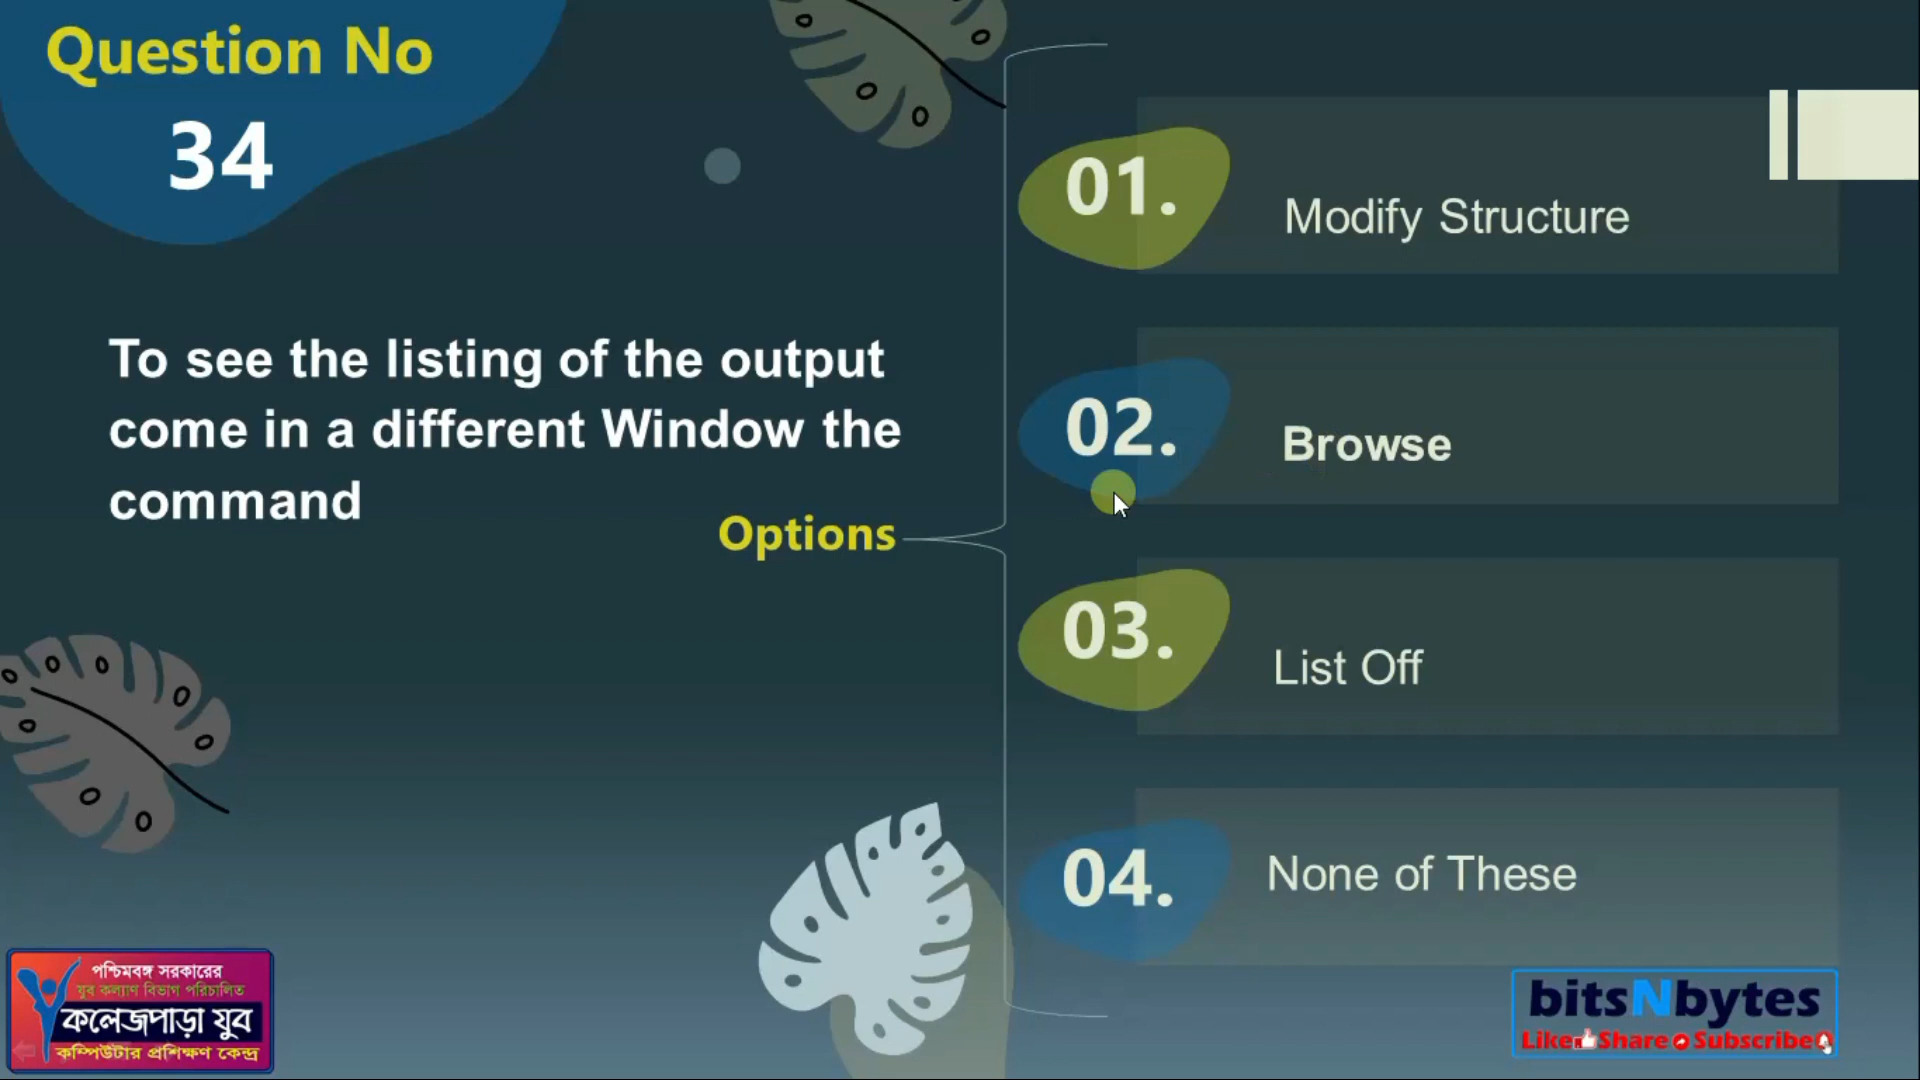 Question No
34
To see the listing of the output
come in a different Window the
command
Options
01.
Modify Structure
02.
Browse
03.
List Off
04.
None of These
পশ্চিমবঙ্গ সরকারের
যুব কল্যাণ বিভাগ পরিচালিত
কলেজপাড়া যুব
কম্পিউটার প্রশিক্ষণ কেন্দ্র
bitsNbytes
Like Share Subscribe